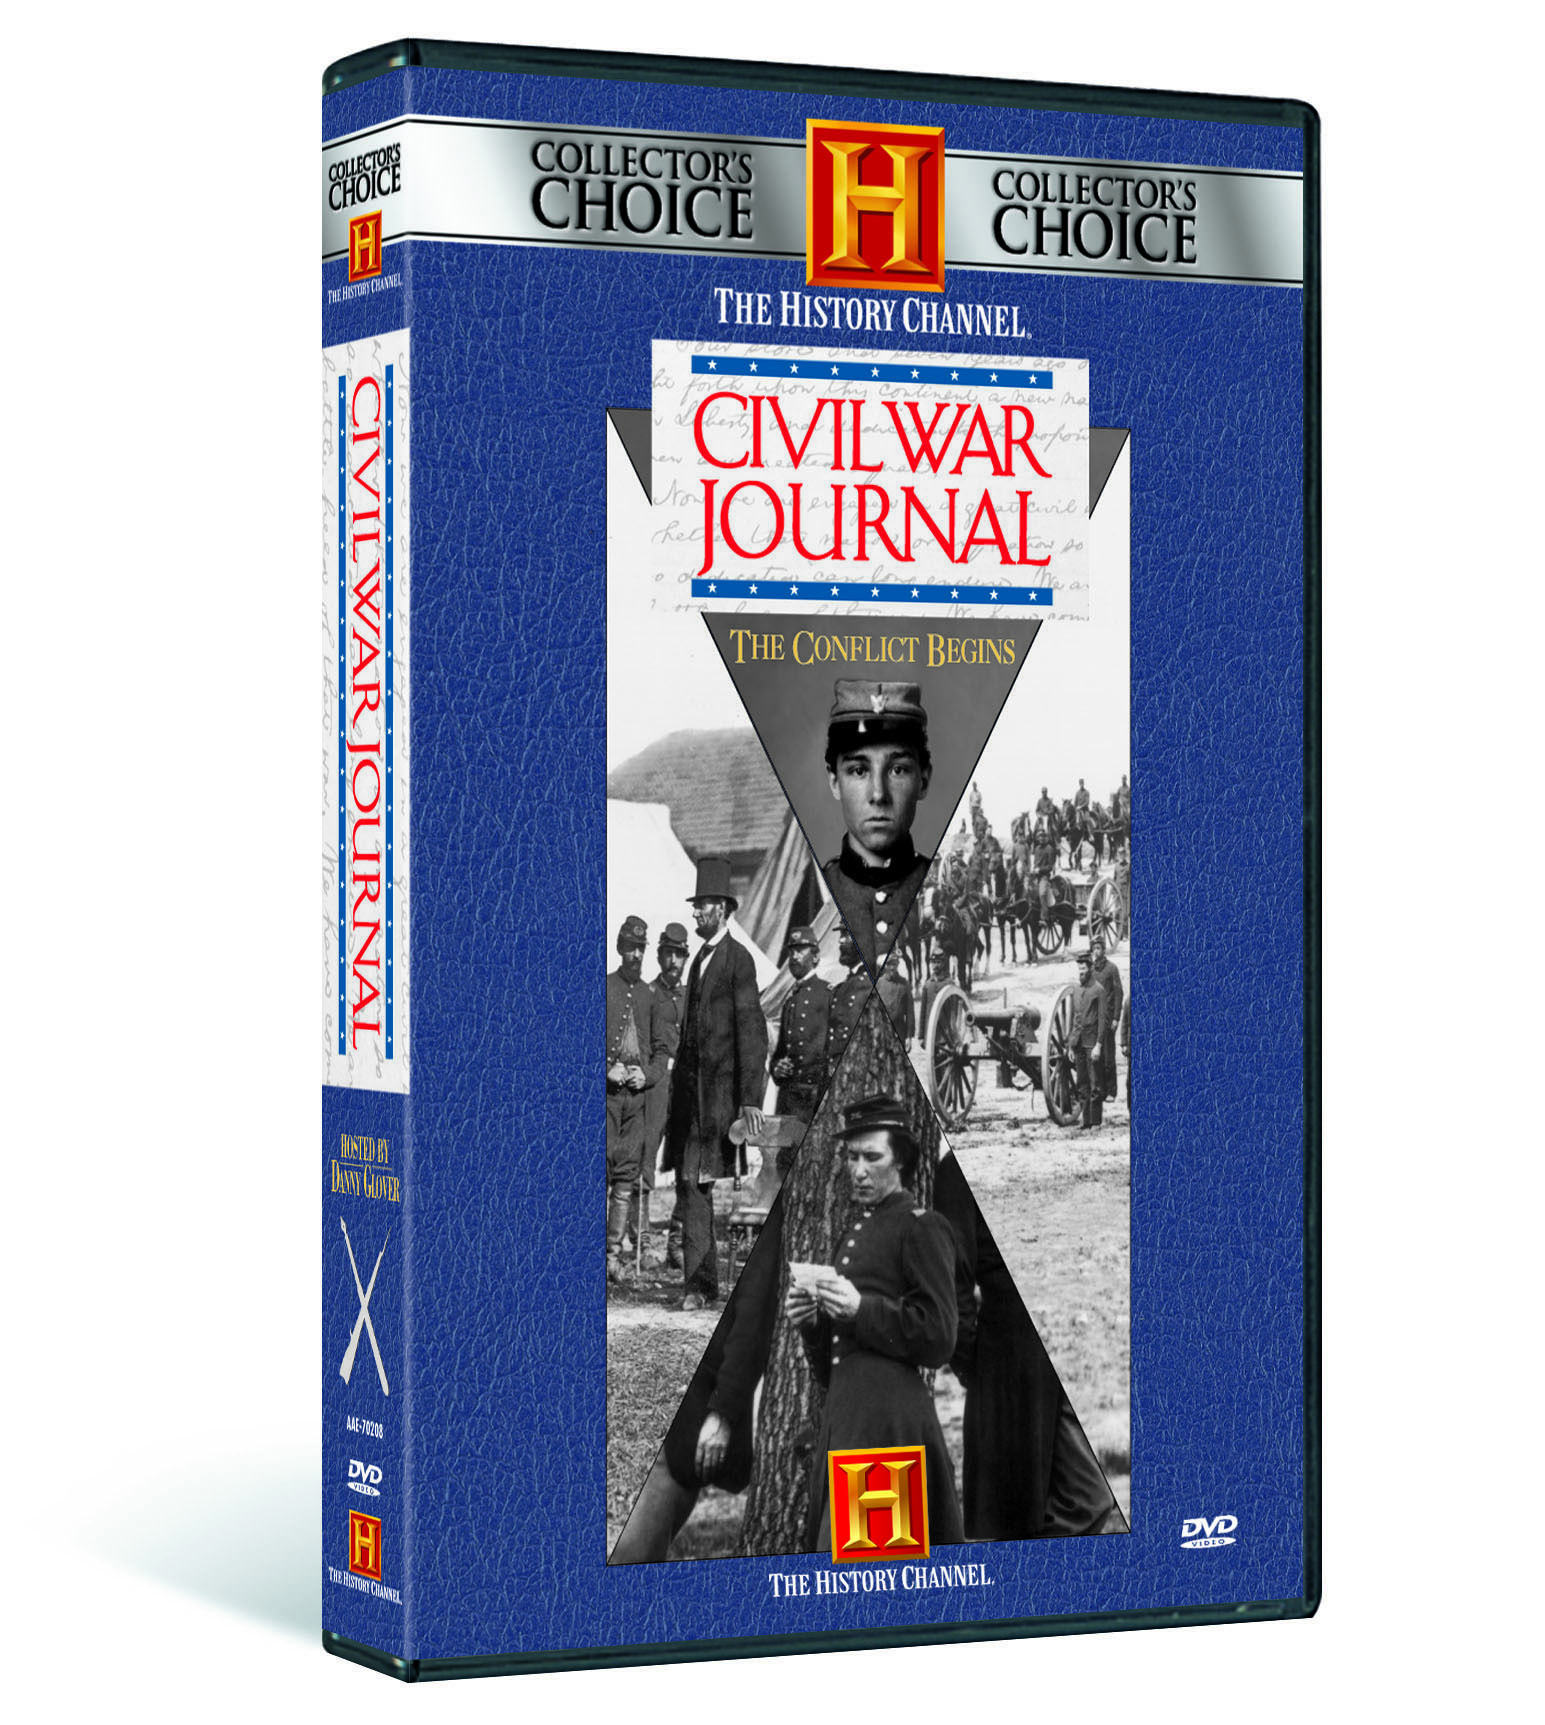 COLLECTOR'S
CHOICE
H
THE HISTORY CHANNEL
CIVIL WAR JOURNAL
HOSTED BY
DANNY GLOVER
AAE-70208
DVD
VIDEO
H
THE HISTORY CHANNEL
COLLECTOR'S
CHOICE
H
COLLECTOR'S
CHOICE
THE HISTORY CHANNEL®
CIVIL WAR
JOURNAL
THE CONFLICT BEGINS
H
THE HISTORY CHANNEL
DVD
VIDEO